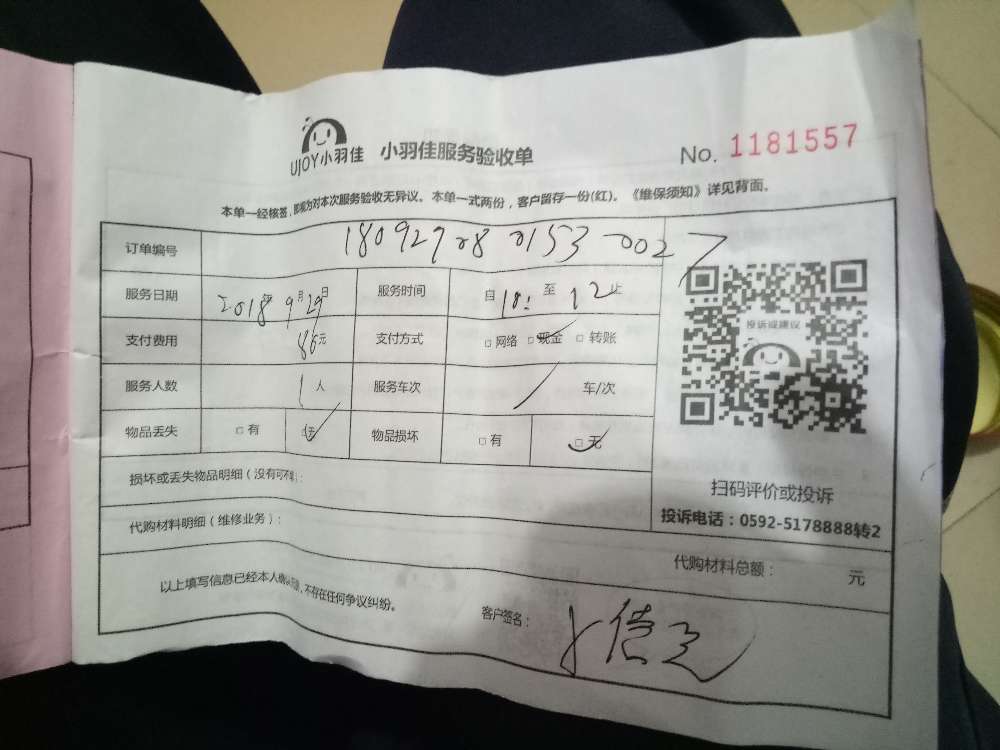 UJOY小羽佳 小羽佳服务验收单 No. 1181557
本单一经核签,即视为对本次服务验收无异议。本单一式两份,客户留存一份(红)。《维保须知》详见背面。
订单编号 180927 08 0153 0027
服务日期 2018年9月29日 服务时间 自10:至12止
支付费用 86元 支付方式 □网络 □现金 □转账
服务人数 1人 服务车次 / 车/次
物品丢失 □有 □无 物品损坏 □有 □无
投诉或建议
扫码评价或投诉
投诉电话:0592-5178888转2
损坏或丢失物品明细(没有可不填):
代购材料明细(维修业务):
代购材料总额: 元
以上填写信息已经本人确认,不存在任何争议纠纷。
客户签名: